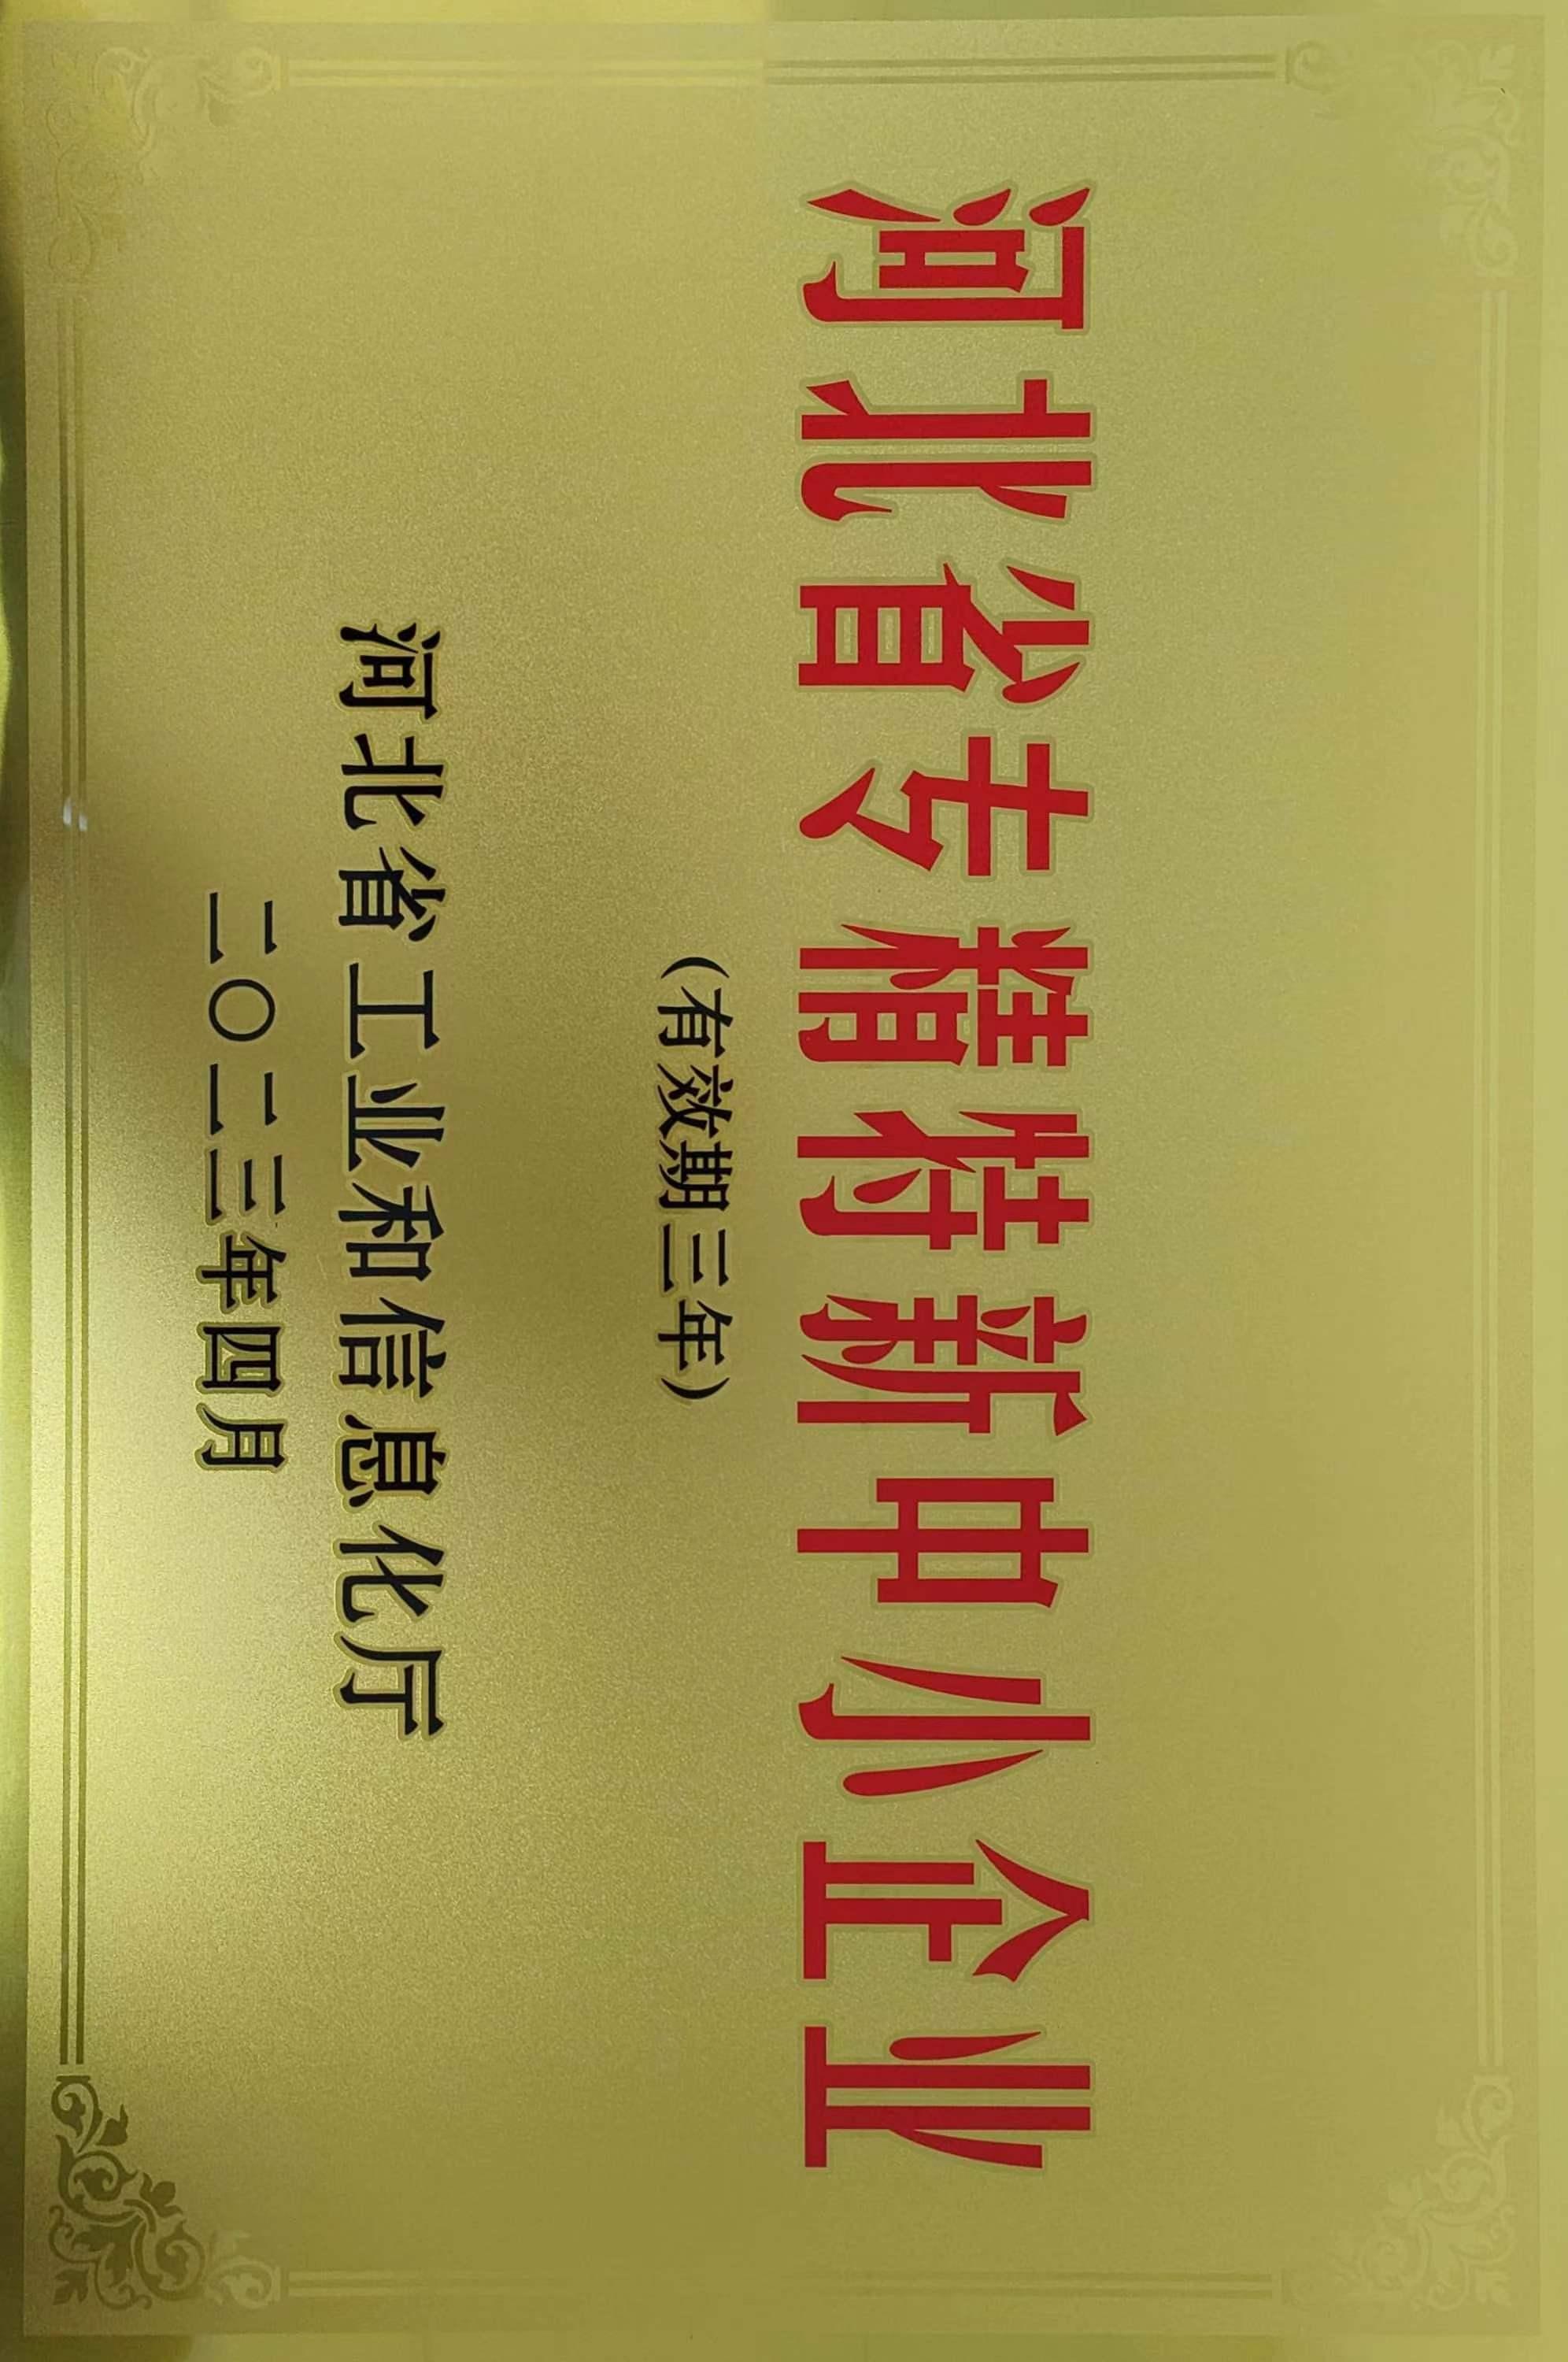 河北省专精特新中小企业
（有效期三年）
河北省工业和信息化厅
二〇二三年四月